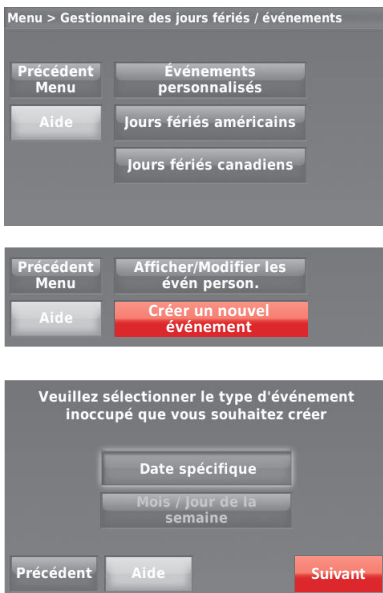 Menu > Gestionnaire des jours fériés / événements
Précédent
Menu
Événements
personnalisés
Aide
Jours fériés américains
Jours fériés canadiens
Précédent
Menu
Afficher/Modifier les
évén person.
Aide
Créer un nouvel
événement
Veuillez sélectionner le type d'événement
inoccupé que vous souhaitez créer
Date spécifique
Mois / Jour de la
semaine
Précédent
Aide
Suivant